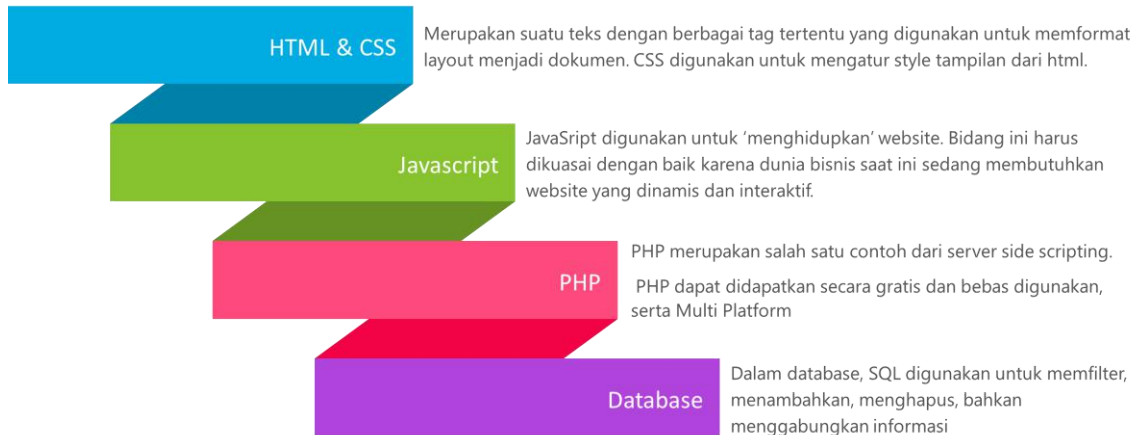 HTML & CSS
Merupakan suatu teks dengan berbagai tag tertentu yang digunakan untuk memformat
layout menjadi dokumen. CSS digunakan untuk mengatur style tampilan dari html.
Javascript
JavaSript digunakan untuk ‘menghidupkan’ website. Bidang ini harus
dikuasai dengan baik karena dunia bisnis saat ini sedang membutuhkan
website yang dinamis dan interaktif.
PHP
PHP merupakan salah satu contoh dari server side scripting.
PHP dapat didapatkan secara gratis dan bebas digunakan,
serta Multi Platform
Database
Dalam database, SQL digunakan untuk memfilter,
menambahkan, menghapus, bahkan
menggabungkan informasi